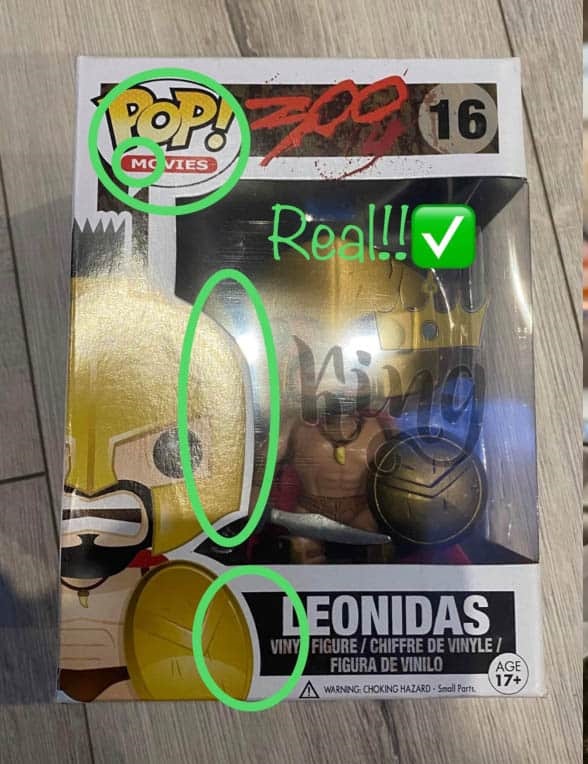 POP!
MOVIES
300
16
Real!!✅
King
LEONIDAS
VINYL FIGURE / CHIFFRE DE VINYLE /
FIGURA DE VINILO
AGE
17+
WARNING: CHOKING HAZARD - Small Parts.